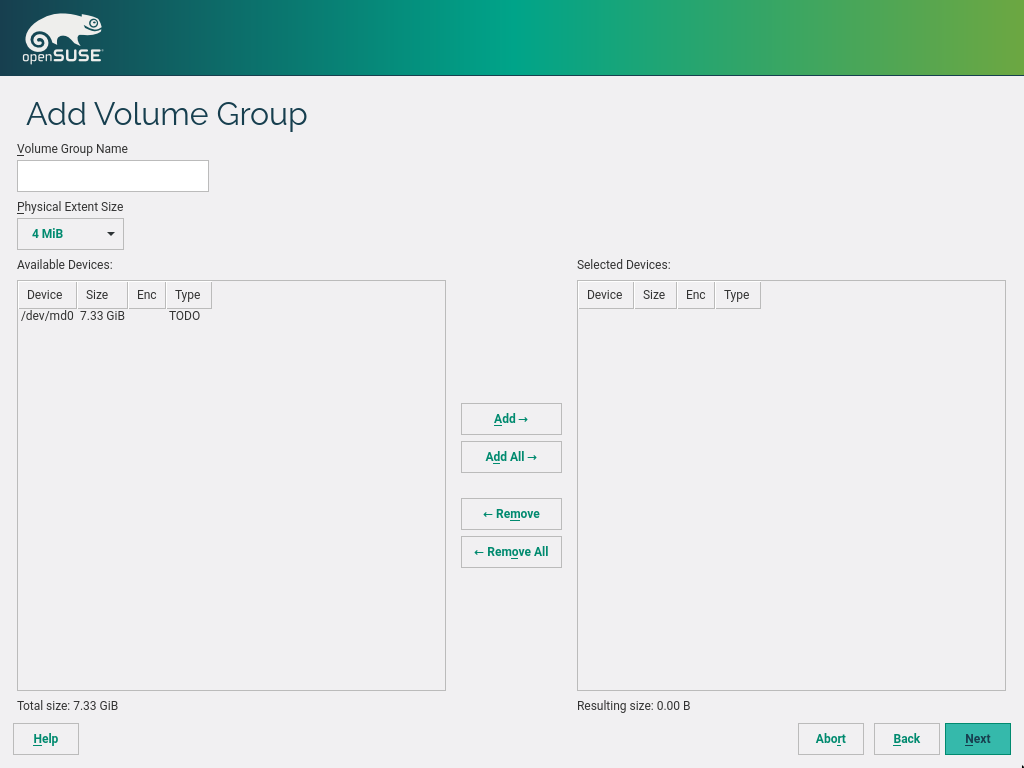 openSUSE
Add Volume Group
Volume Group Name
Physical Extent Size
4 MiB
Available Devices:
Device Size Enc Type
/dev/md0 7.33 GiB TODO
Total size: 7.33 GiB
Add →
Add All →
← Remove
← Remove All
Selected Devices:
Device Size Enc Type
Resulting size: 0.00 B
Help Abort Back Next